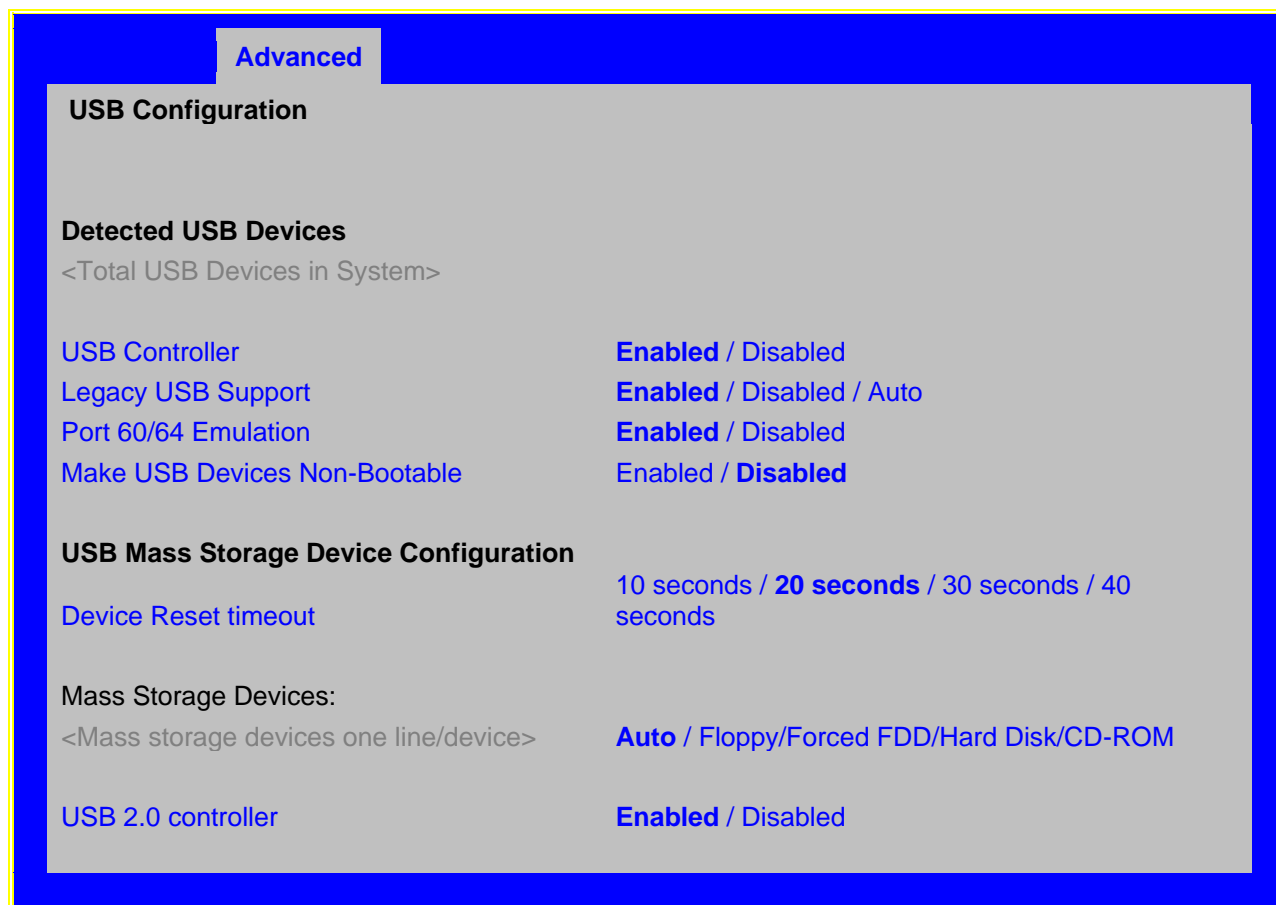 Advanced
USB Configuration
Detected USB Devices
<Total USB Devices in System>
USB Controller Enabled / Disabled
Legacy USB Support Enabled / Disabled / Auto
Port 60/64 Emulation Enabled / Disabled
Make USB Devices Non-Bootable Enabled / Disabled
USB Mass Storage Device Configuration
Device Reset timeout 10 seconds / 20 seconds / 30 seconds / 40
seconds
Mass Storage Devices:
<Mass storage devices one line/device> Auto / Floppy/Forced FDD/Hard Disk/CD-ROM
USB 2.0 controller Enabled / Disabled